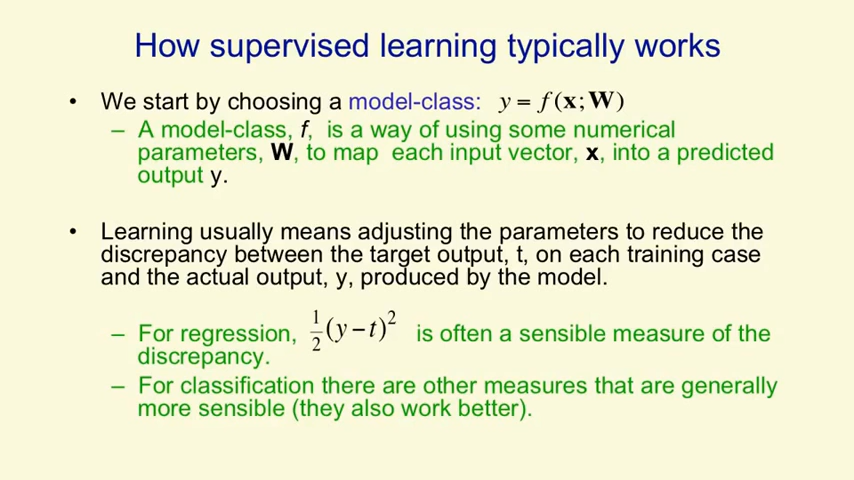 How supervised learning typically works
• We start by choosing a model-class: y = f(x;W)
– A model-class, f, is a way of using some numerical
parameters, W, to map each input vector, x, into a predicted
output y.
• Learning usually means adjusting the parameters to reduce the
discrepancy between the target output, t, on each training case
and the actual output, y, produced by the model.
– For regression, 1/2 (y − t)² is often a sensible measure of the
discrepancy.
– For classification there are other measures that are generally
more sensible (they also work better).